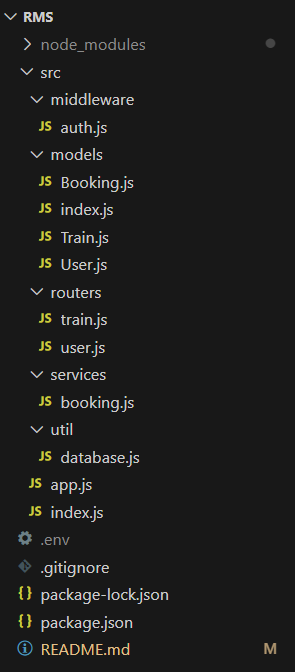 RMS
node_modules
src
middleware
JS auth.js
models
JS Booking.js
JS index.js
JS Train.js
JS User.js
routers
JS train.js
JS user.js
services
JS booking.js
util
JS database.js
JS app.js
JS index.js
.env
.gitignore
{} package-lock.json
{} package.json
README.md M